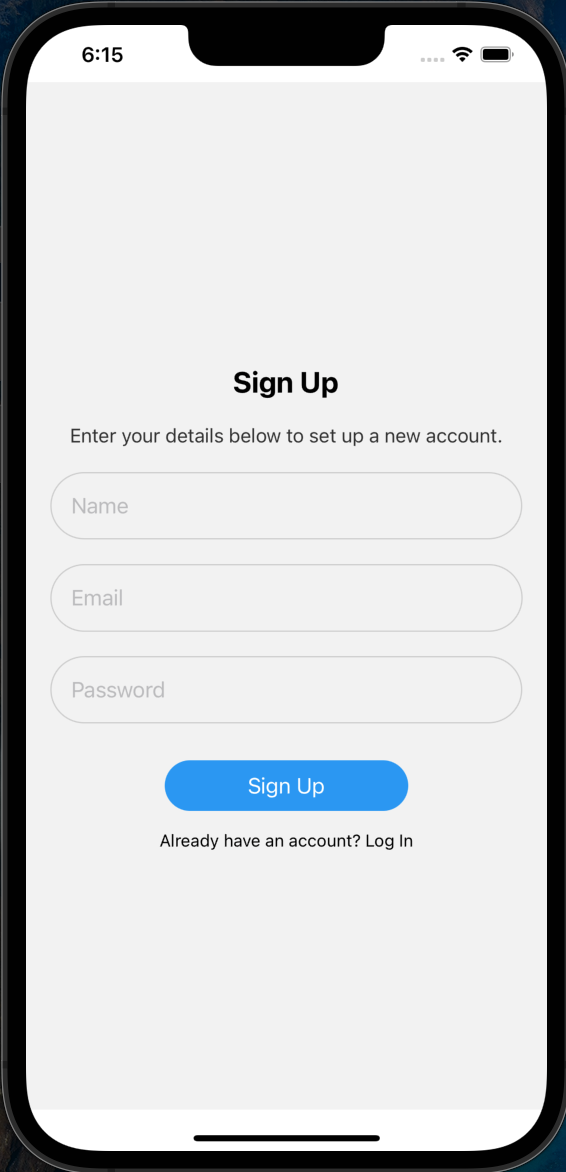 6:15
Sign Up
Enter your details below to set up a new account.
Name
Email
Password
Sign Up
Already have an account? Log In